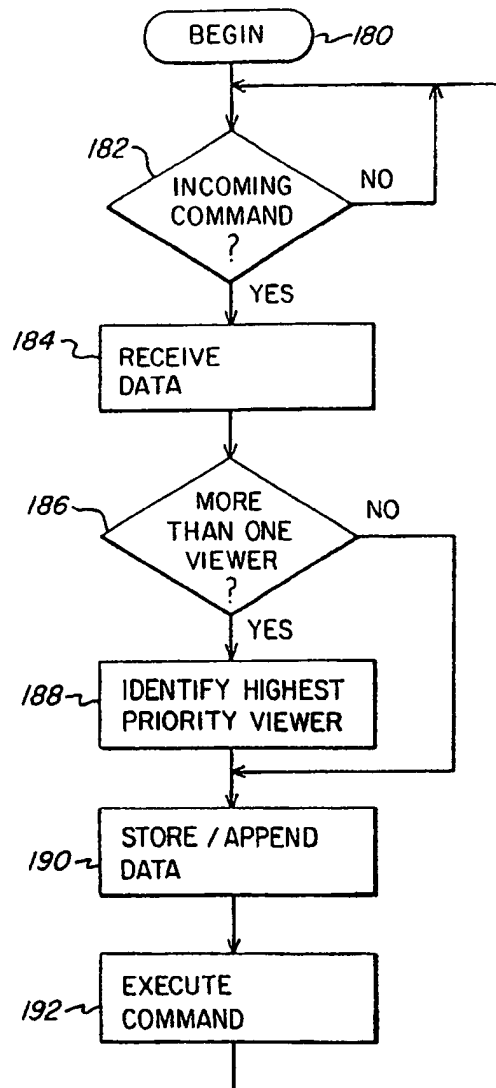 BEGIN
180
182
INCOMING
COMMAND
?
NO
YES
184
RECEIVE
DATA
186
MORE
THAN ONE
VIEWER
?
NO
YES
188
IDENTIFY HIGHEST
PRIORITY VIEWER
190
STORE / APPEND
DATA
192
EXECUTE
COMMAND